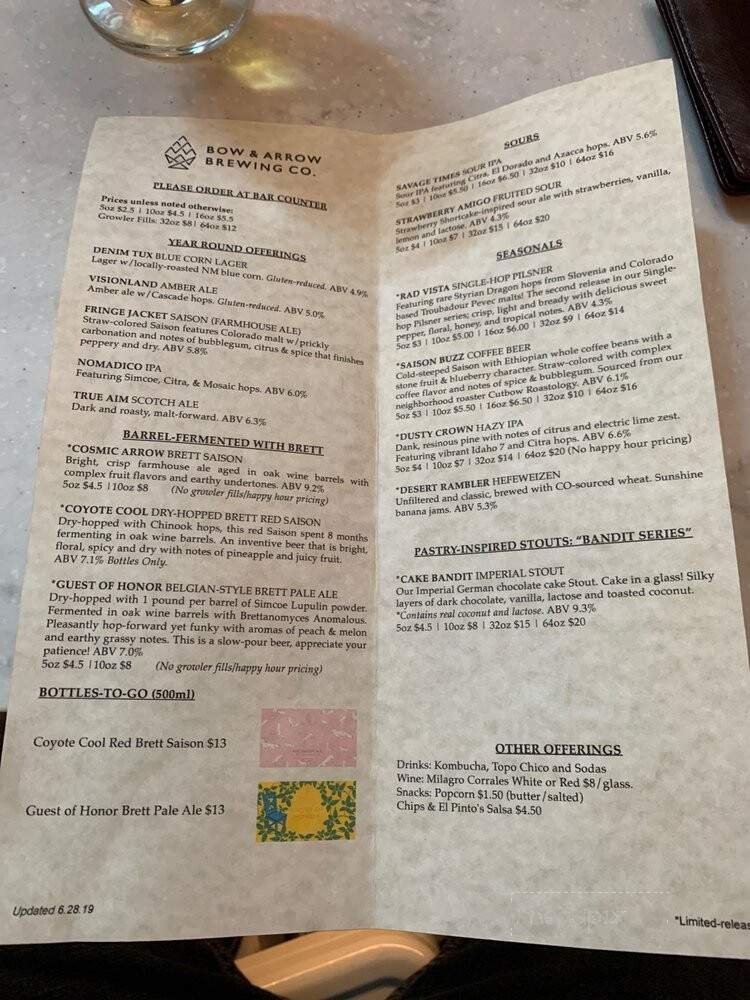 BOW & ARROW
BREWING CO.
PLEASE ORDER AT BAR COUNTER
Prices unless noted otherwise:
5oz $2.5 | 10oz $4.5 | 16oz $5.5
Growler Fills: 32oz $8 | 64oz $12
YEAR ROUND OFFERINGS
DENIM TUX BLUE CORN LAGER
Lager w/locally-roasted NM blue corn. Gluten-reduced. ABV 4.9%
VISIONLAND AMBER ALE
Amber ale w/Cascade hops. Gluten-reduced. ABV 5.0%
FRINGE JACKET SAISON (FARMHOUSE ALE)
Straw-colored Saison features Colorado malt w/prickly
carbonation and notes of bubblegum, citrus & spice that finishes
peppery and dry. ABV 5.8%
NOMADICO IPA
Featuring Simcoe, Citra, & Mosaic hops. ABV 6.0%
TRUE AIM SCOTCH ALE
Dark and roasty, malt-forward. ABV 6.3%
BARREL-FERMENTED WITH BRETT
*COSMIC ARROW BRETT SAISON
Bright, crisp farmhouse ale aged in oak wine barrels with
complex fruit flavors and earthy undertones. ABV 9.2%
5oz $4.5 |10oz $8 (No growler fills/happy hour pricing)
*COYOTE COOL DRY-HOPPED BRETT RED SAISON
Dry-hopped with Chinook hops, this red Saison spent 8 months
fermenting in oak wine barrels. An inventive beer that is bright,
floral, spicy and dry with notes of pineapple and juicy fruit.
ABV 7.1% Bottles Only.
*GUEST OF HONOR BELGIAN-STYLE BRETT PALE ALE
Dry-hopped with 1 pound per barrel of Simcoe Lupulin powder.
Fermented in oak wine barrels with Brettanomyces Anomalous.
Pleasantly hop-forward yet funky with aromas of peach & melon
and earthy grassy notes. This is a slow-pour beer, appreciate your
patience! ABV 7.0%
5oz $4.5 |10oz $8 (No growler fills/happy hour pricing)
BOTTLES-TO-GO (500ml)
Coyote Cool Red Brett Saison $13
Guest of Honor Brett Pale Ale $13
Updated 6.28.19
SOURS
SAVAGE TIMES SOUR IPA
Sour IPA featuring Citra, El Dorado and Azacca hops. ABV 5.6%
5oz $3 | 10oz $5.50 | 16oz $6.50 | 32oz $10 | 64oz $16
STRAWBERRY AMIGO FRUITED SOUR
Strawberry Shortcake-inspired sour ale with strawberries, vanilla,
lemon and lactose. ABV 4.3%
5oz $4 | 10oz $7 | 32oz $15 | 64oz $20
SEASONALS
*RAD VISTA SINGLE-HOP PILSNER
Featuring rare Styrian Dragon hops from Slovenia and Colorado
based Troubadour Pevec malts! The second release in our Single-
hop Pilsner series; crisp, light and bready with delicious sweet
pepper, floral, honey, and tropical notes. ABV 4.3%
5oz $3 | 10oz $5.00 | 16oz $6.00 | 32oz $9 | 64oz $14
*SAISON BUZZ COFFEE BEER
Cold-steeped Saison with Ethiopian whole coffee beans with a
stone fruit & blueberry character. Straw-colored with complex
coffee flavor and notes of spice & bubblegum. Sourced from our
neighborhood roaster Cutbow Roastology. ABV 6.1%
5oz $3 | 10oz $5.50 | 16oz $6.50 | 32oz $10 | 64oz $16
*DUSTY CROWN HAZY IPA
Dank, resinous pine with notes of citrus and electric lime zest.
Featuring vibrant Idaho 7 and Citra hops. ABV 6.6%
5oz $4 | 10oz $7 | 32oz $14 | 64oz $20 (No happy hour pricing)
*DESERT RAMBLER HEFEWEIZEN
Unfiltered and classic, brewed with CO-sourced wheat. Sunshine
banana jams. ABV 5.3%
PASTRY-INSPIRED STOUTS: "BANDIT SERIES"
*CAKE BANDIT IMPERIAL STOUT
Our Imperial German chocolate cake Stout. Cake in a glass! Silky
layers of dark chocolate, vanilla, lactose and toasted coconut.
*Contains real coconut and lactose. ABV 9.3%
5oz $4.5 | 10oz $8 | 32oz $15 | 64oz $20
OTHER OFFERINGS
Drinks: Kombucha, Topo Chico and Sodas
Wine: Milagro Corrales White or Red $8/glass.
Snacks: Popcorn $1.50 (butter/salted)
Chips & El Pinto's Salsa $4.50
*Limited-releas